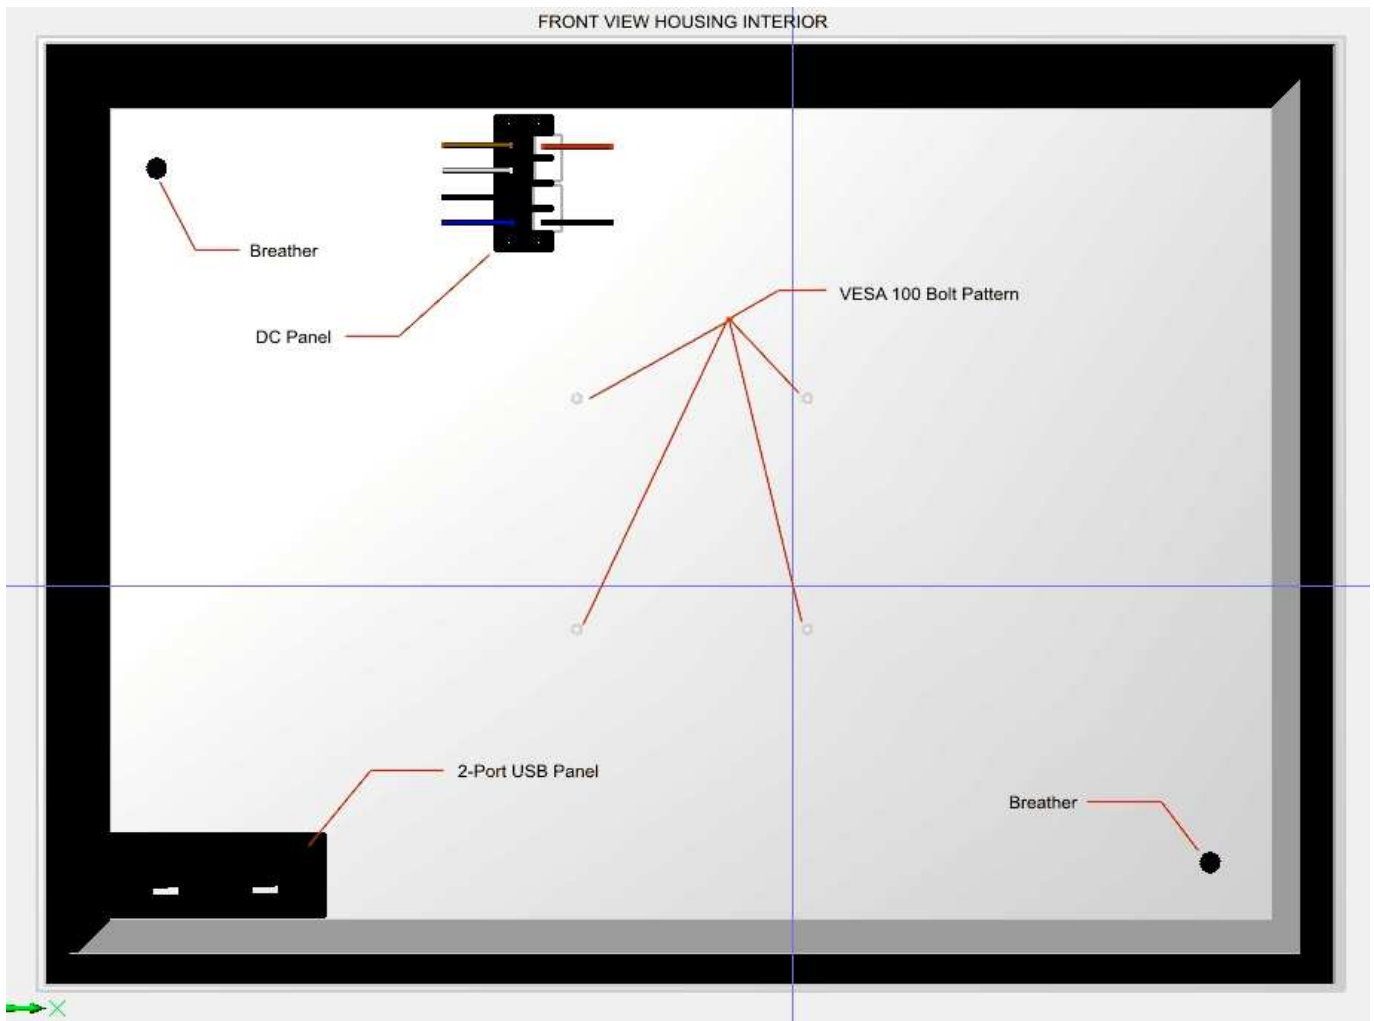 FRONT VIEW HOUSING INTERIOR
Breather
VESA 100 Bolt Pattern
DC Panel
2-Port USB Panel
Breather
X